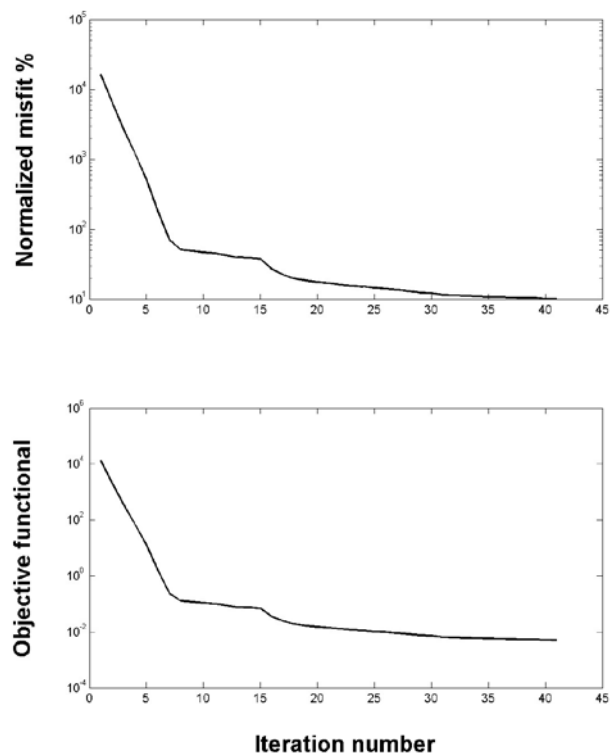 Normalized misfit %
10^5
10^4
10^3
10^2
10^1
0 5 10 15 20 25 30 35 40 45
Objective functional
10^6
10^4
10^2
10^0
10^-2
10^-4
0 5 10 15 20 25 30 35 40 45
Iteration number